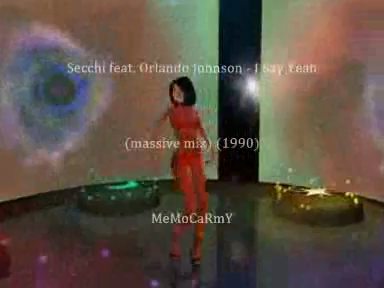 Secchi feat. Orlando Johnson - I Say Yeah
(massive mix) (1990)
MeMoCaRmY